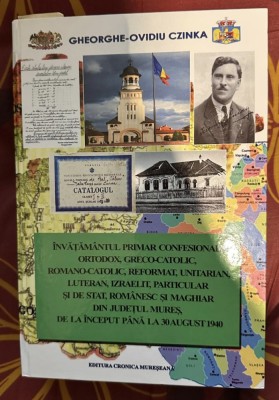 GHEORGHE-OVIDIU CZINKA
CATALOGUL
ÎNVĂȚĂMÂNTUL PRIMAR CONFESIONAL
ORTODOX, GRECO-CATOLIC,
ROMANO-CATOLIC, REFORMAT, UNITARIAN,
LUTERAN, IZRAELIT, PARTICULAR
ȘI DE STAT, ROMÂNESC ȘI MAGHIAR
DIN JUDEȚUL MUREȘ,
DE LA ÎNCEPUT PÂNĂ LA 30 AUGUST 1940
EDITURA CRONICA MUREȘEANĂ